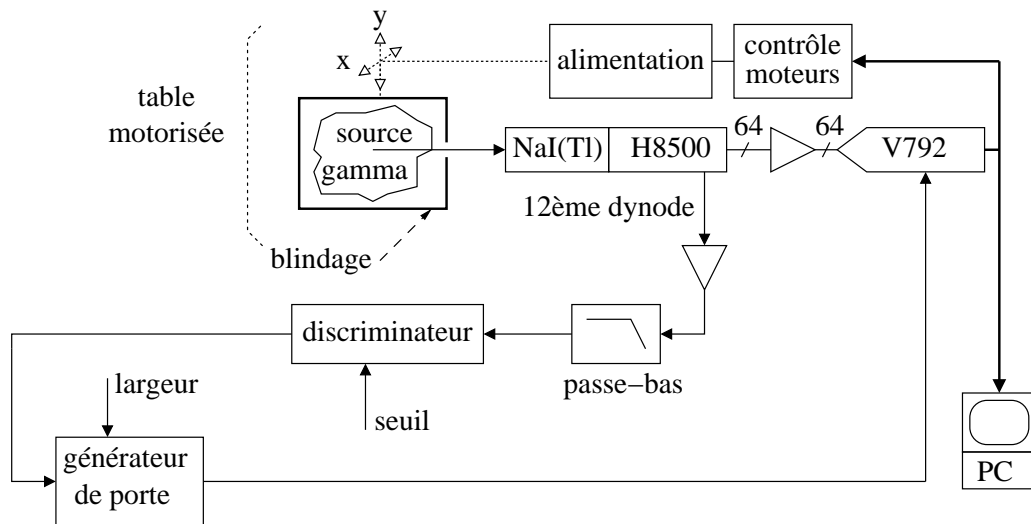 y
x
alimentation
contrôle
moteurs
table
motorisée
source
gamma
NaI(Tl)
H8500
64
64
V792
12ème dynode
blindage
discriminateur
passe−bas
largeur
seuil
générateur
de porte
PC